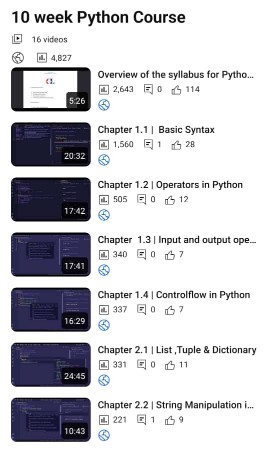 10 week Python Course
16 videos
4,827
5:26
Overview of the syllabus for Pytho...
2,643 0 114
20:32
Chapter 1.1 | Basic Syntax
1,560 1 28
17:42
Chapter 1.2 | Operators in Python
505 0 12
17:41
Chapter 1.3 | Input and output ope...
340 0 7
16:29
Chapter 1.4 | Controlflow in Python
337 0 7
24:45
Chapter 2.1 | List ,Tuple & Dictionary
331 0 11
10:43
Chapter 2.2 | String Manipulation i...
221 1 9